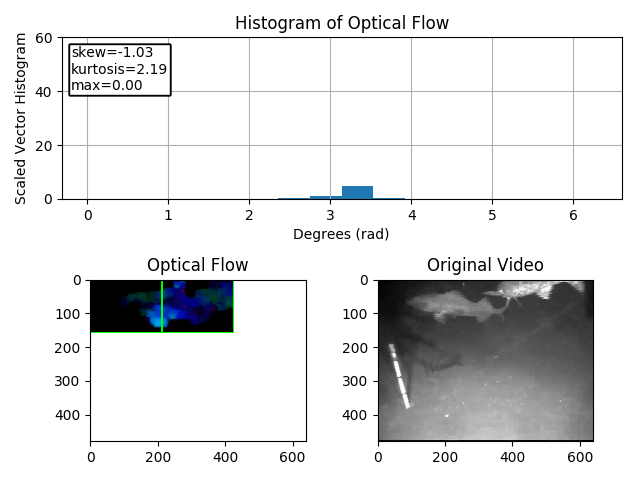 Histogram of Optical Flow
Scaled Vector Histogram
60
40
20
0
skew=-1.03
kurtosis=2.19
max=0.00
0 1 2 3 4 5 6
Degrees (rad)
Optical Flow
0
100
200
300
400
0 200 400 600
Original Video
0
100
200
300
400
0 200 400 600